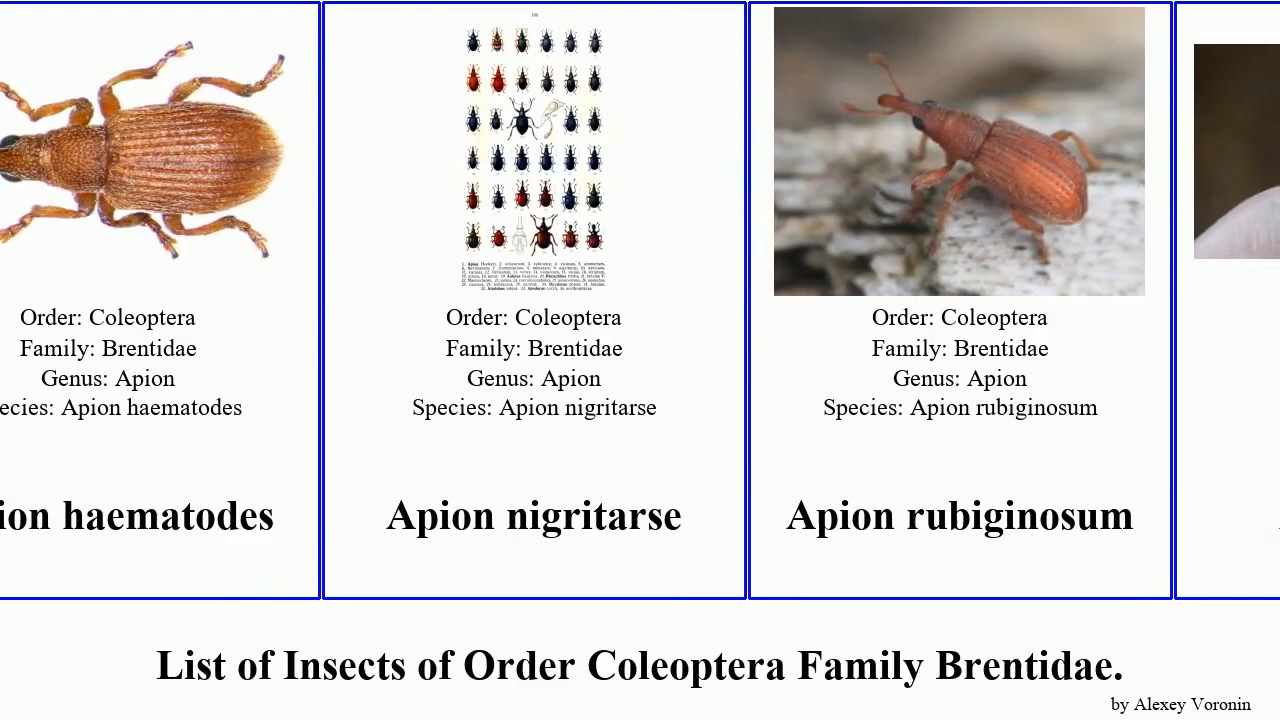 Order: Coleoptera
Family: Brentidae
Genus: Apion
ecies: Apion haematodes
ion haematodes
Order: Coleoptera
Family: Brentidae
Genus: Apion
Species: Apion nigritarse
Apion nigritarse
Order: Coleoptera
Family: Brentidae
Genus: Apion
Species: Apion rubiginosum
Apion rubiginosum
List of Insects of Order Coleoptera Family Brentidae.
by Alexey Voronin